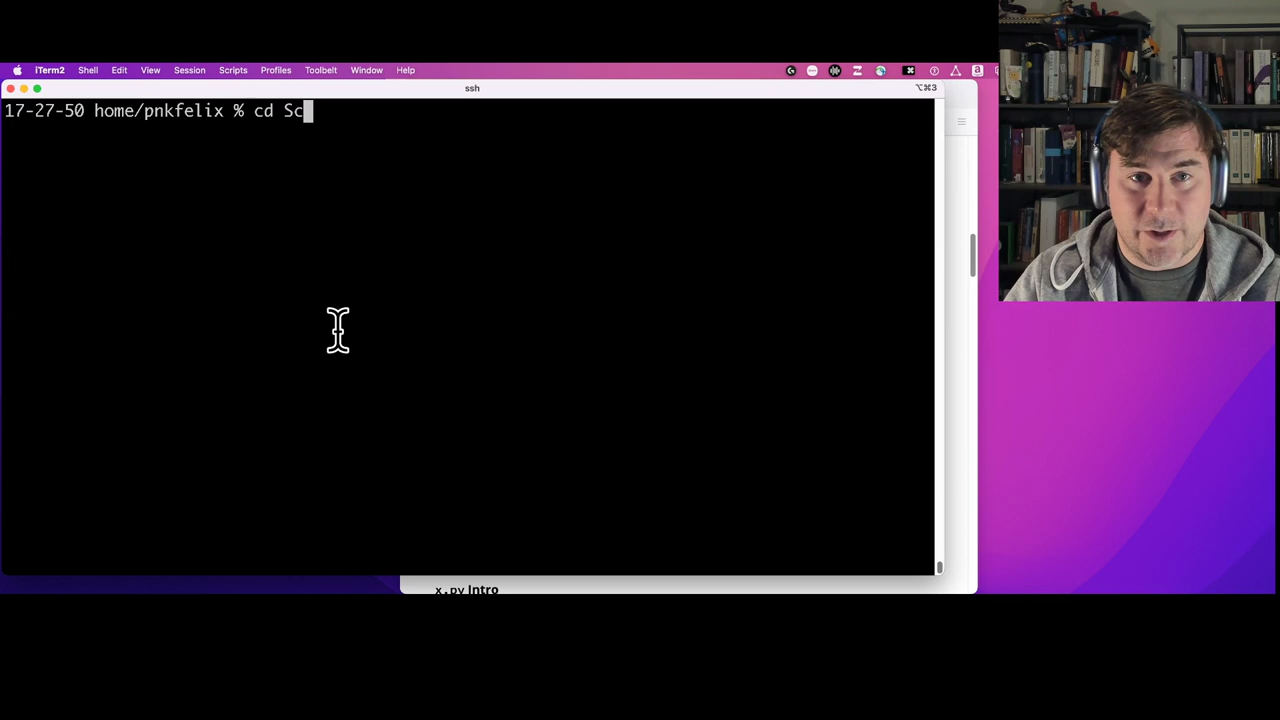 iTerm2 Shell Edit View Session Scripts Profiles Toolbelt Window Help
ssh
⌥⌘3
17-27-50 home/pnkfelix % cd Sc
x.py Intro